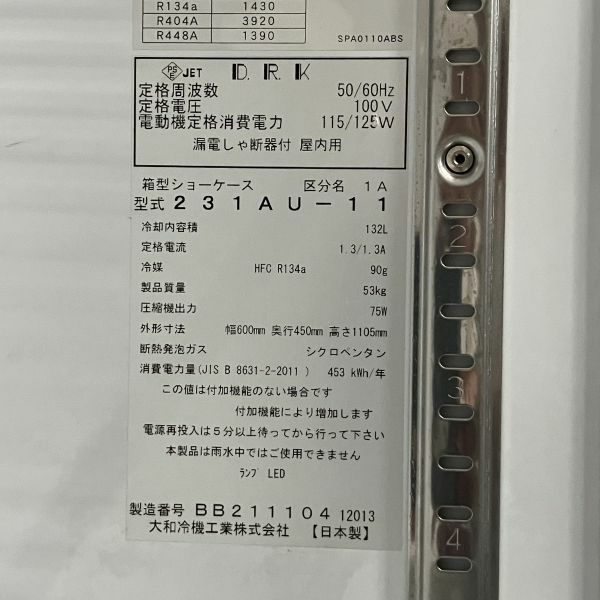 R134a 1430
R404A 3920
R448A 1390
SPA0110ABS
PS E JET D.R.K
定格周波数 50/60Hz
定格電圧 100V
電動機定格消費電力 115/125W
漏電しゃ断器付 屋内用
箱型ショーケース 区分名 1A
型式 231AU-11
冷却内容積 132L
定格電流 1.3/1.3A
冷媒 HFC R134a 90g
製品質量 53kg
圧縮機出力 75W
外形寸法 幅600mm 奥行450mm 高さ1105mm
断熱発泡ガス シクロペンタン
消費電力量(JIS B 8631-2-2011 ) 453 kWh/年
この値は付加機能のない場合です
付加機能により増加します
電源再投入は5分以上待ってから行って下さい
本製品は雨水中ではご使用できません
ﾗﾝﾌﾟ LED
製造番号 BB211104 12013
大和冷機工業株式会社 【日本製】
1
2
3
4